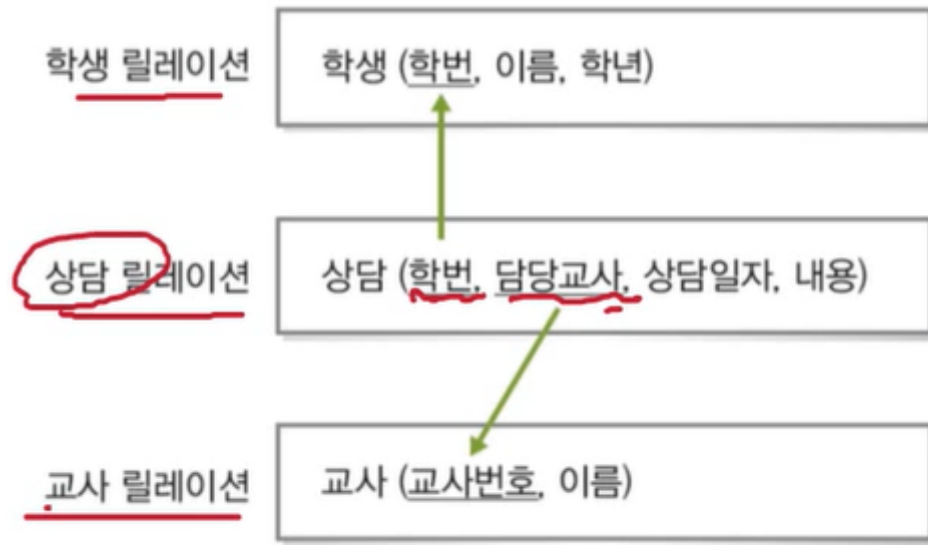 학생 릴레이션
학생 (학번, 이름, 학년)
상담 릴레이션
상담 (학번, 담당교사, 상담일자, 내용)
교사 릴레이션
교사 (교사번호, 이름)